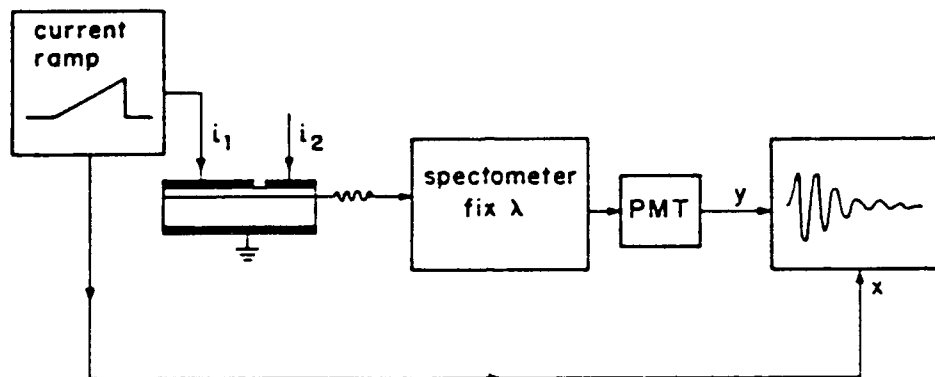 current
ramp
i1
i2
spectometer
fix λ
PMT
y
x